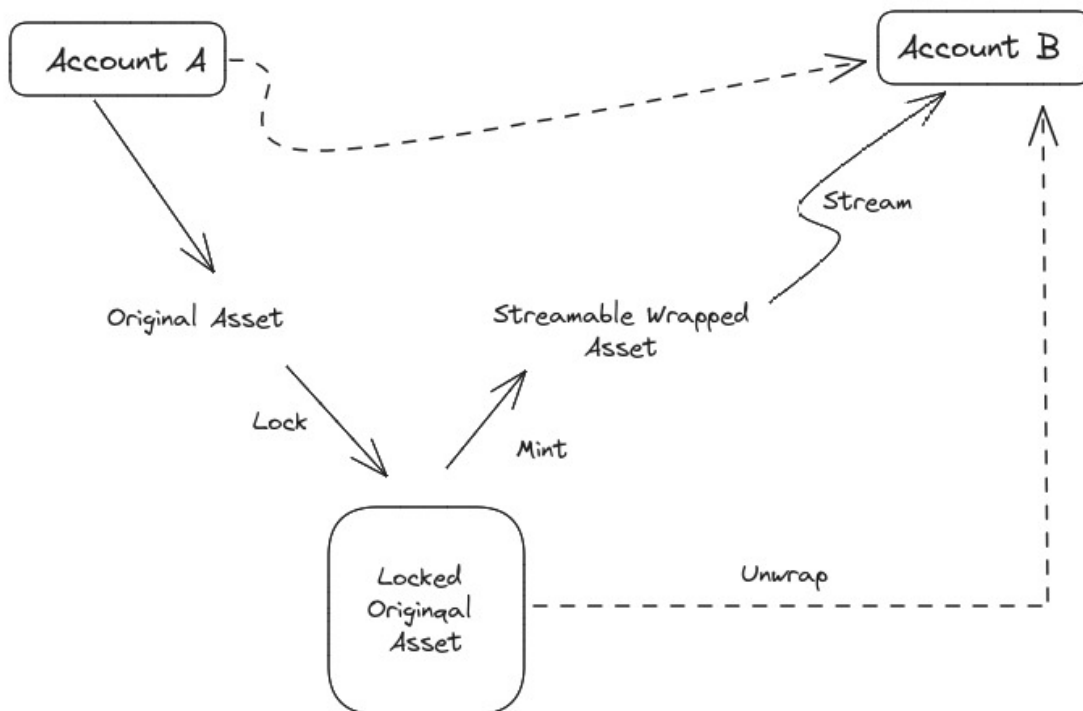 Account A
Account B
Stream
Original Asset
Streamable Wrapped
Asset
Lock
Mint
Locked
Originqal
Asset
Unwrap